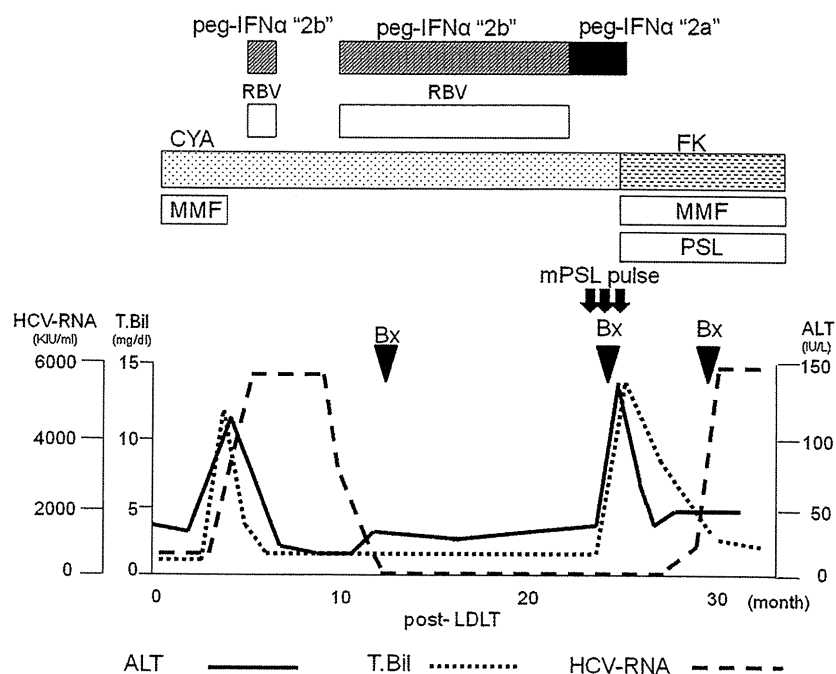 peg-IFNα “2b” peg-IFNα “2b” peg-IFNα “2a”
RBV RBV
CYA FK
MMF MMF
PSL
mPSL pulse
HCV-RNA T.Bil ALT
(KIU/ml) (mg/dl) (IU/L)
Bx Bx Bx
6000 15 150
4000 10 100
2000 5 50
0 0 0
0 10 20 30 (month)
post- LDLT
ALT T.Bil HCV-RNA